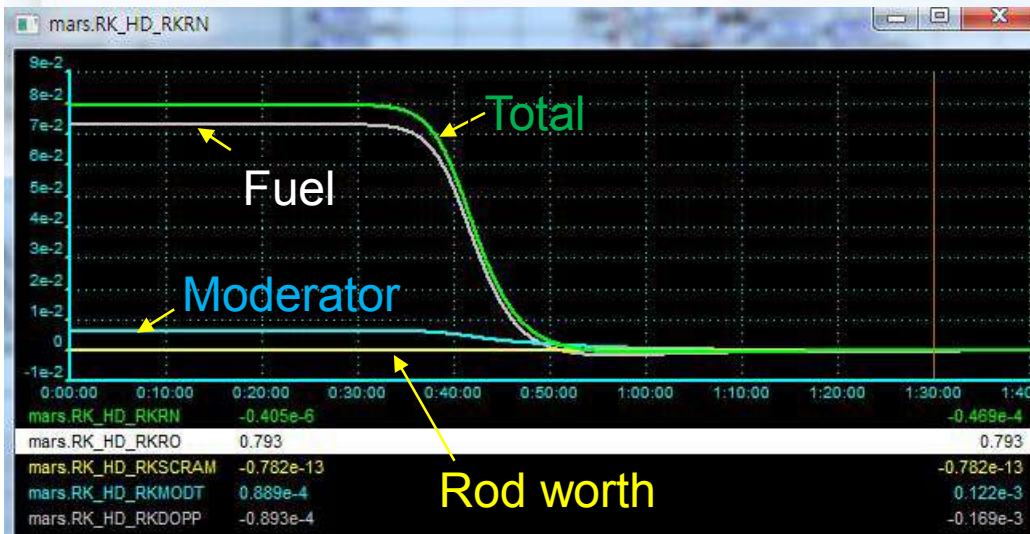 mars.RK_HD_RKRN
9e-2
8e-2
Total
7e-2
6e-2
Fuel
5e-2
4e-2
3e-2
2e-2
Moderator
1e-2
0
-1e-2
0:00:00 0:10:00 0:20:00 0:30:00 0:40:00 0:50:00 1:00:00 1:10:00 1:20:00 1:30:00 1:40
mars.RK_HD_RKRN -0.405e-6 -0.469e-4
mars.RK_HD_RKRO 0.793 0.793
mars.RK_HD_RKSCRAM -0.782e-13 -0.782e-13
Rod worth
mars.RK_HD_RKMODT 0.889e-4 0.122e-3
mars.RK_HD_RKDOPP -0.893e-4 -0.169e-3